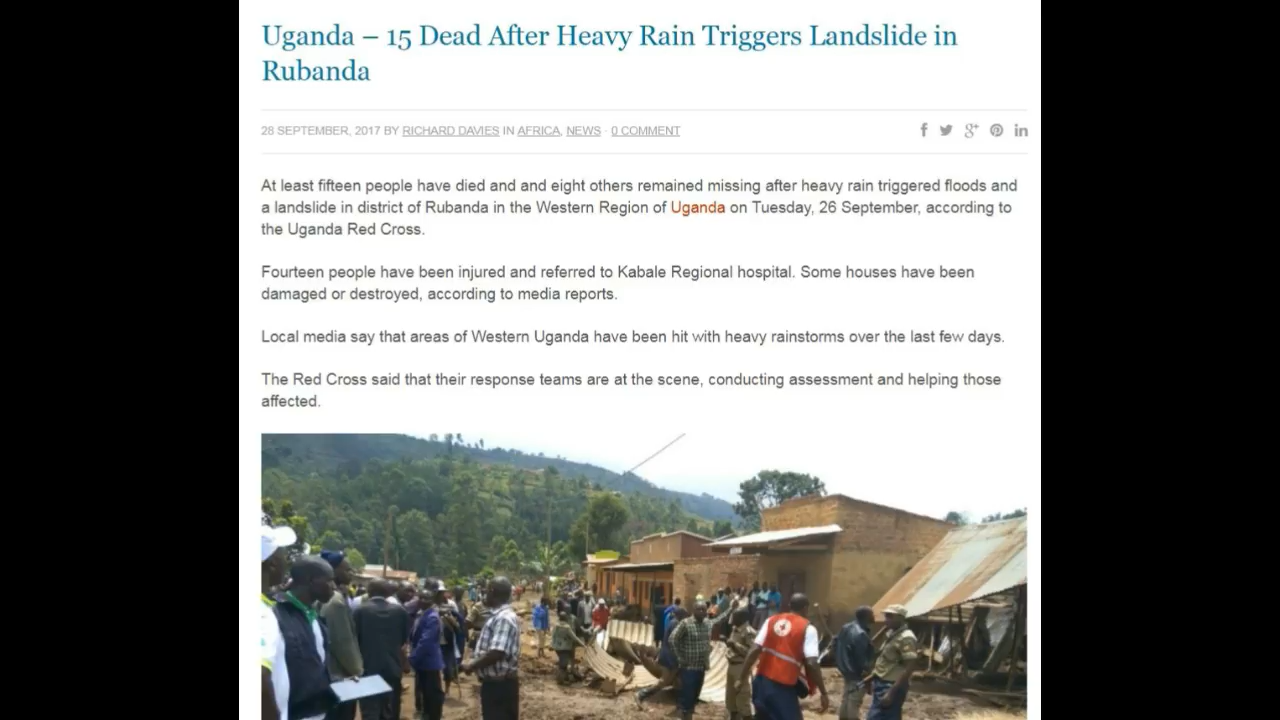 Uganda – 15 Dead After Heavy Rain Triggers Landslide in
Rubanda
28 SEPTEMBER, 2017 BY RICHARD DAVIES IN AFRICA, NEWS · 0 COMMENT
At least fifteen people have died and and eight others remained missing after heavy rain triggered floods and
a landslide in district of Rubanda in the Western Region of Uganda on Tuesday, 26 September, according to
the Uganda Red Cross.
Fourteen people have been injured and referred to Kabale Regional hospital. Some houses have been
damaged or destroyed, according to media reports.
Local media say that areas of Western Uganda have been hit with heavy rainstorms over the last few days.
The Red Cross said that their response teams are at the scene, conducting assessment and helping those
affected.